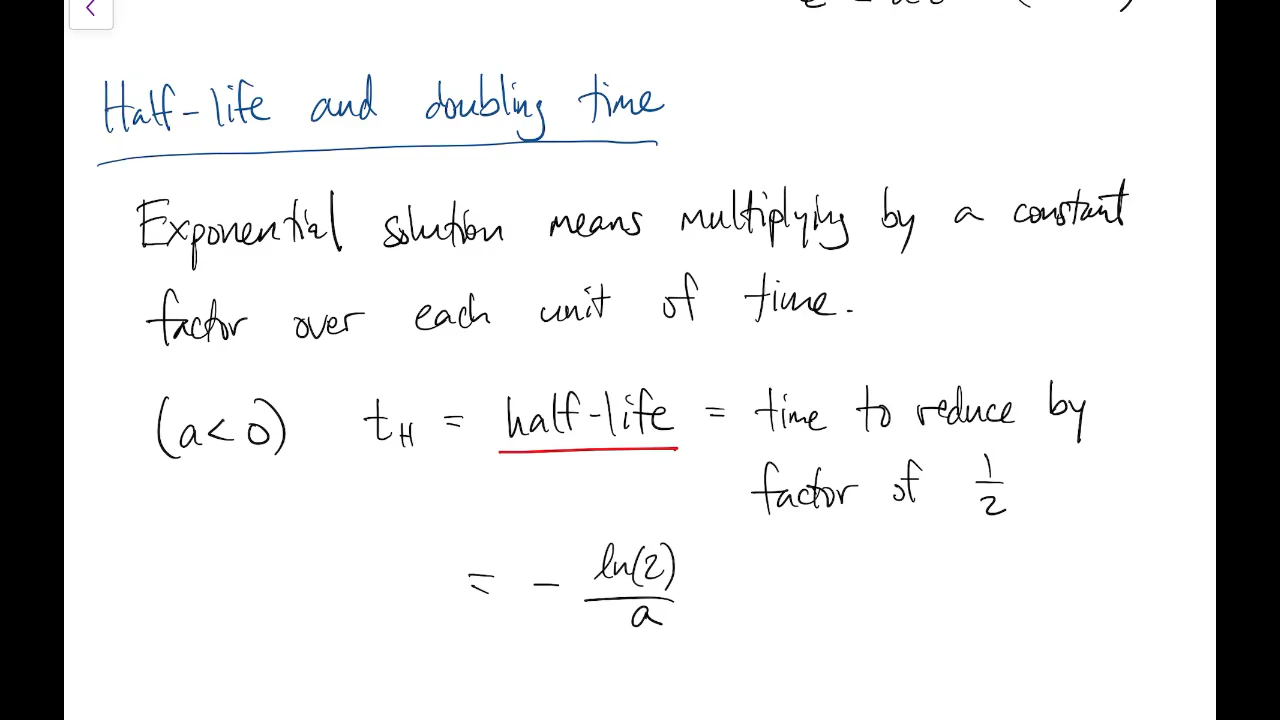 Half-life and doubling time
Exponential solution means multiplying by a constant
factor over each unit of time.
(a<0) t_H = half-life = time to reduce by
factor of 1/2
= - ln(2)/a